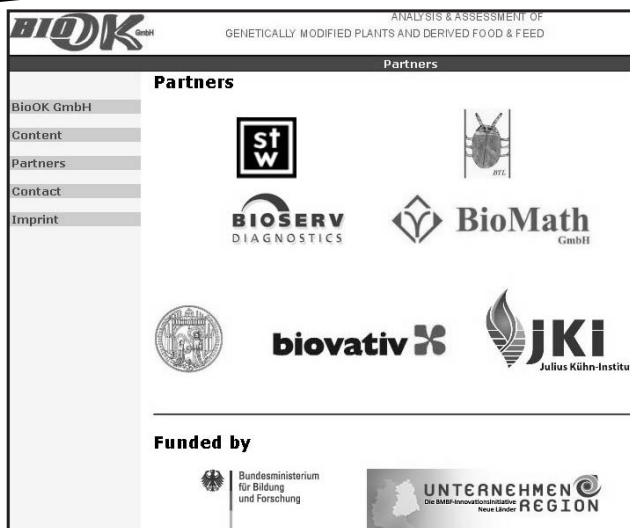 BIOOK GmbH
ANALYSIS & ASSESSMENT OF
GENETICALLY MODIFIED PLANTS AND DERIVED FOOD & FEED
Partners
Partners
BioOK GmbH
Content
Partners
Contact
Imprint
st
w
BTL
BIOSERV
DIAGNOSTICS
BioMath
GmbH
biovativ
JKi
Julius Kühn-Institu
Funded by
Bundesministerium
für Bildung
und Forschung
UNTERNEHMEN
Die BMBF-Innovationsinitiative
Neue Länder REGION